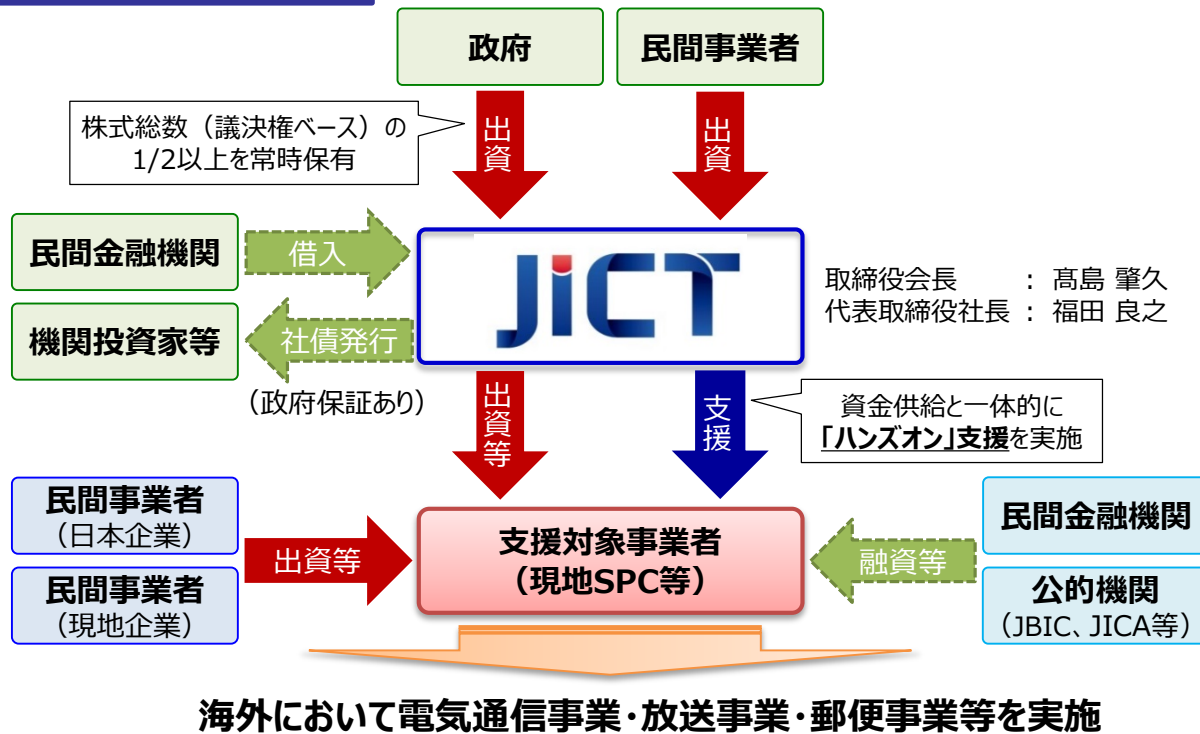 政府
民間事業者
株式総数（議決権ベース）の
1/2以上を常時保有
出資
出資
民間金融機関
借入
JICT
取締役会長　　　： 髙島 肇久
代表取締役社長 ： 福田 良之
機関投資家等
社債発行
（政府保証あり）
出資等
支援
資金供給と一体的に
「ハンズオン」支援を実施
民間事業者
（日本企業）
出資等
民間事業者
（現地企業）
支援対象事業者
（現地SPC等）
融資等
民間金融機関
公的機関
（JBIC、JICA等）
海外において電気通信事業・放送事業・郵便事業等を実施